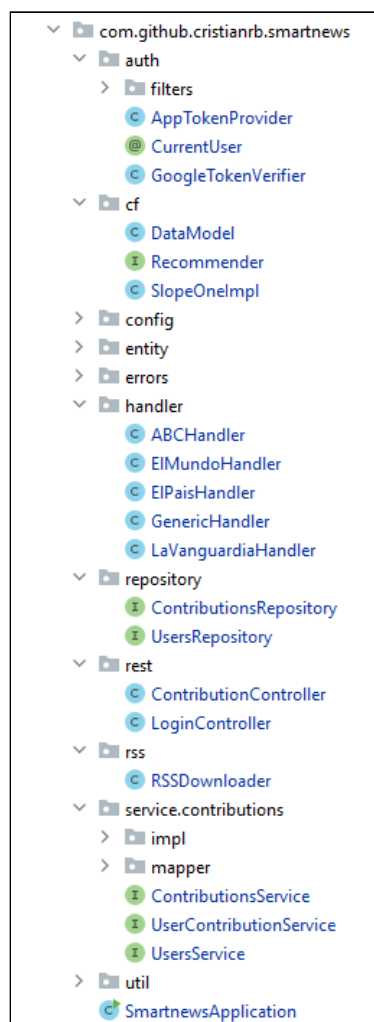 com.github.cristianrb.smartnews
auth
filters
AppTokenProvider
CurrentUser
GoogleTokenVerifier
cf
DataModel
Recommender
SlopeOneImpl
config
entity
errors
handler
ABCHandler
ElMundoHandler
ElPaisHandler
GenericHandler
LaVanguardiaHandler
repository
ContributionsRepository
UsersRepository
rest
ContributionController
LoginController
rss
RSSDownloader
service.contributions
impl
mapper
ContributionsService
UserContributionService
UsersService
util
SmartnewsApplication